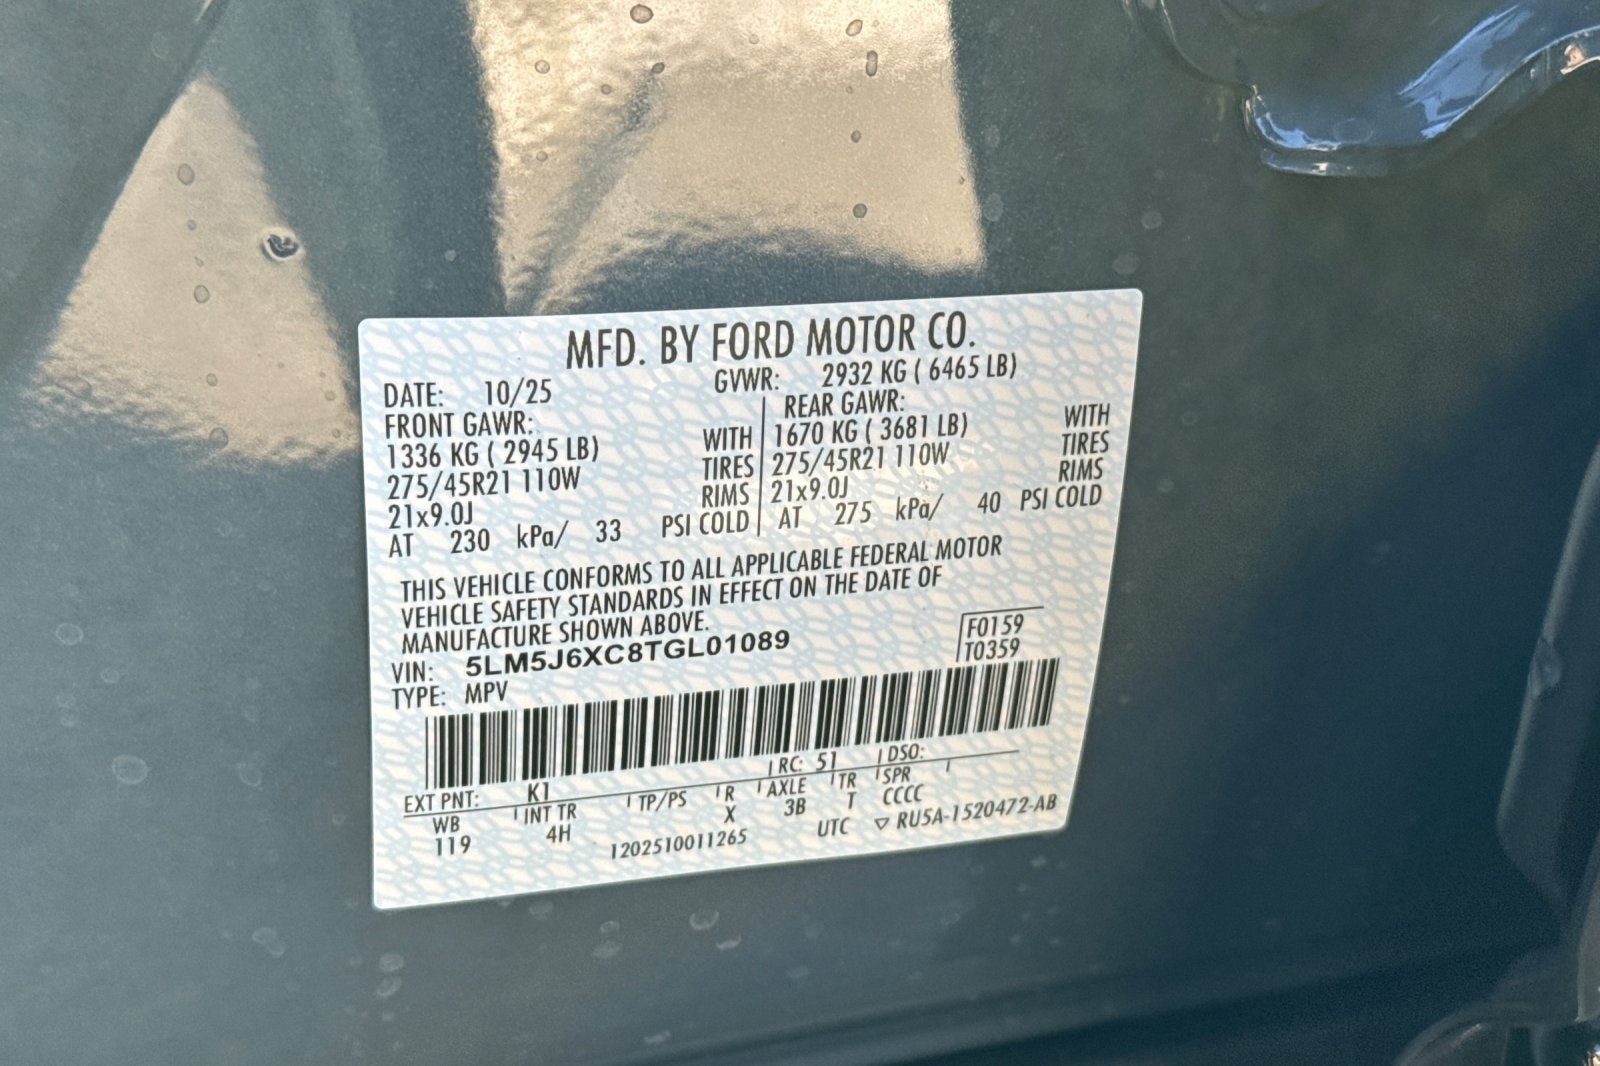 MFD. BY FORD MOTOR CO.
DATE: 10/25 GVWR: 2932 KG ( 6465 LB)
FRONT GAWR: REAR GAWR:
1336 KG ( 2945 LB) WITH 1670 KG ( 3681 LB) WITH
275/45R21 110W TIRES 275/45R21 110W TIRES
21x9.0J RIMS 21x9.0J RIMS
AT 230 kPa/ 33 PSI COLD AT 275 kPa/ 40 PSI COLD
THIS VEHICLE CONFORMS TO ALL APPLICABLE FEDERAL MOTOR
VEHICLE SAFETY STANDARDS IN EFFECT ON THE DATE OF
MANUFACTURE SHOWN ABOVE.
VIN: 5LM5J6XC8TGL01089 F0159
TYPE: MPV T0359
EXT PNT: K1 RC: 51 DSO:
WB INT TR TP/PS R AXLE TR SPR
119 4H X 3B T CCCC
1202510011265 UTC ▽ RU5A-1520472-AB